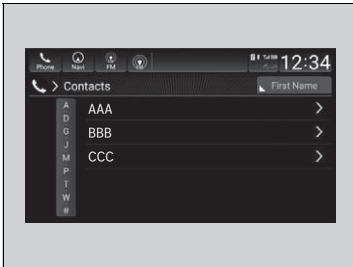 Phone Navi FM
12:34
Contacts
First Name
A
D
G
J
M
P
T
W
#
AAA
BBB
CCC